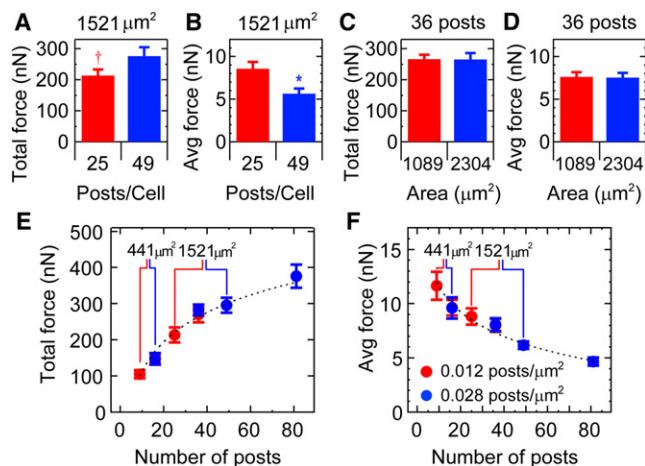 A 1521 μm²
Total force (nN)
300
200
100
0
†
25 49
Posts/Cell
B 1521 μm²
Avg force (nN)
10
5
0
*
25 49
Posts/Cell
C 36 posts
Total force (nN)
300
200
100
0
1089 2304
Area (μm²)
D 36 posts
Avg force (nN)
10
5
0
1089 2304
Area (μm²)
E
Total force (nN)
500
400
300
200
100
0
441μm² 1521μm²
0 20 40 60 80
Number of posts
F
Avg force (nN)
15
10
5
0
441μm² 1521μm²
0.012 posts/μm²
0.028 posts/μm²
0 20 40 60 80
Number of posts